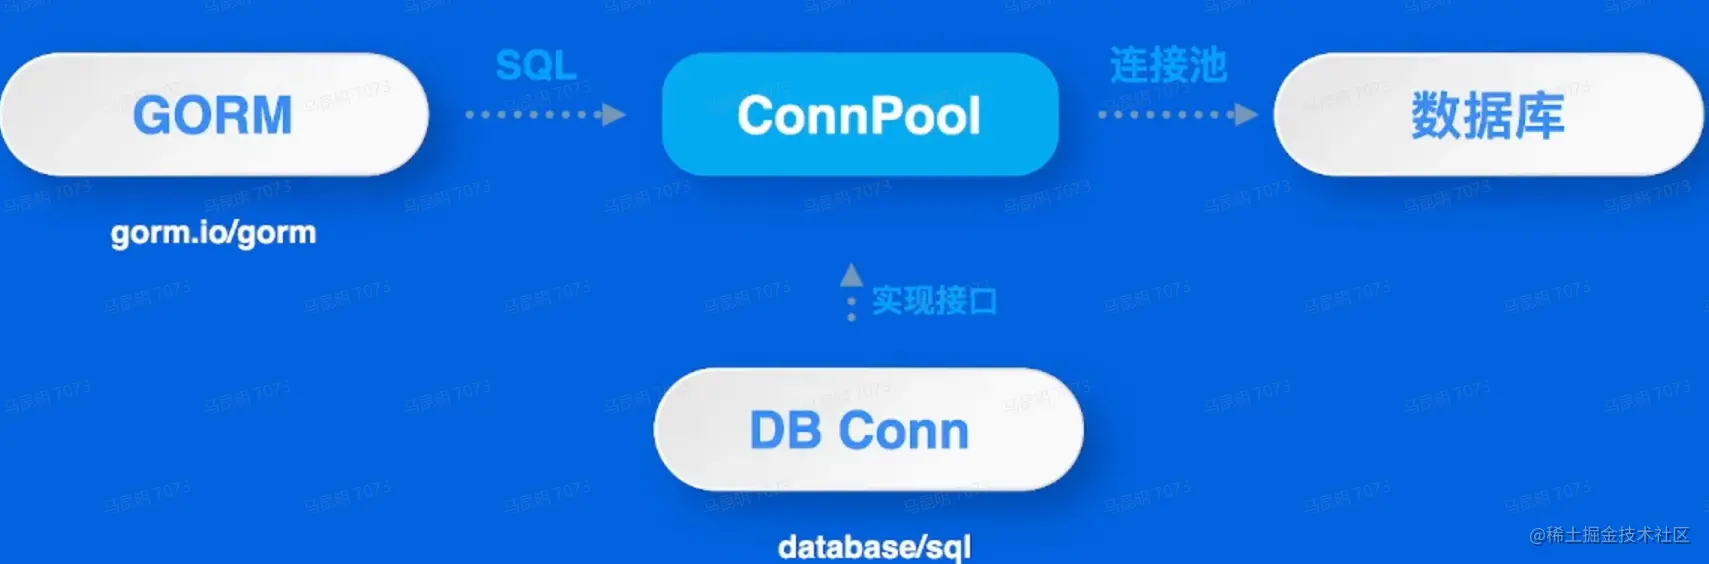 SQL
连接池
GORM
ConnPool
数据库
gorm.io/gorm
实现接口
DB Conn
database/sql
@稀土掘金技术社区